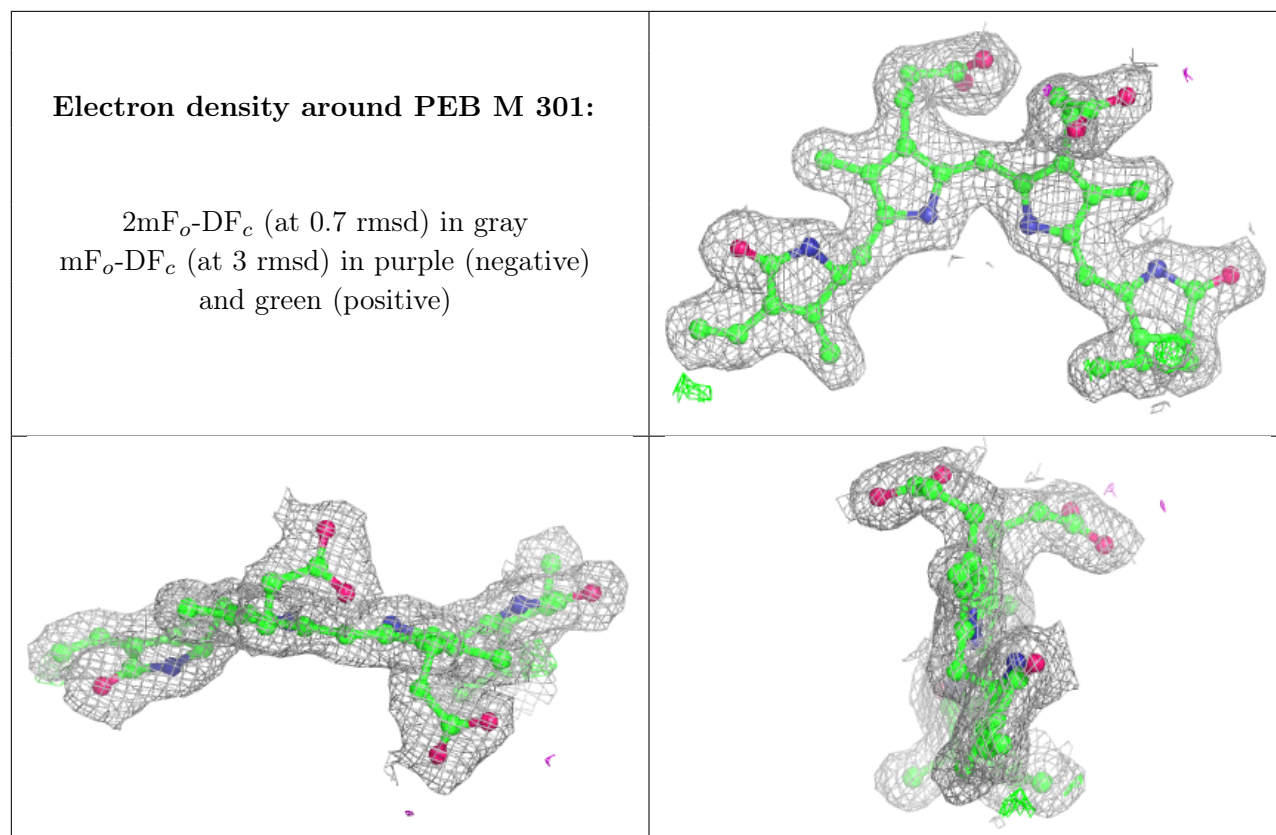 Electron density around PEB M 301:
2mFo-DFc (at 0.7 rmsd) in gray
mFo-DFc (at 3 rmsd) in purple (negative)
and green (positive)